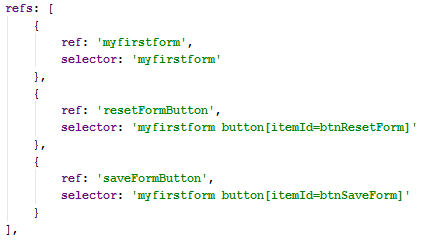 refs: [
    {
        ref: 'myfirstform',
        selector: 'myfirstform'
    },
    {
        ref: 'resetFormButton',
        selector: 'myfirstform button[itemId=btnResetForm]'
    },
    {
        ref: 'saveFormButton',
        selector: 'myfirstform button[itemId=btnSaveForm]'
    }
],